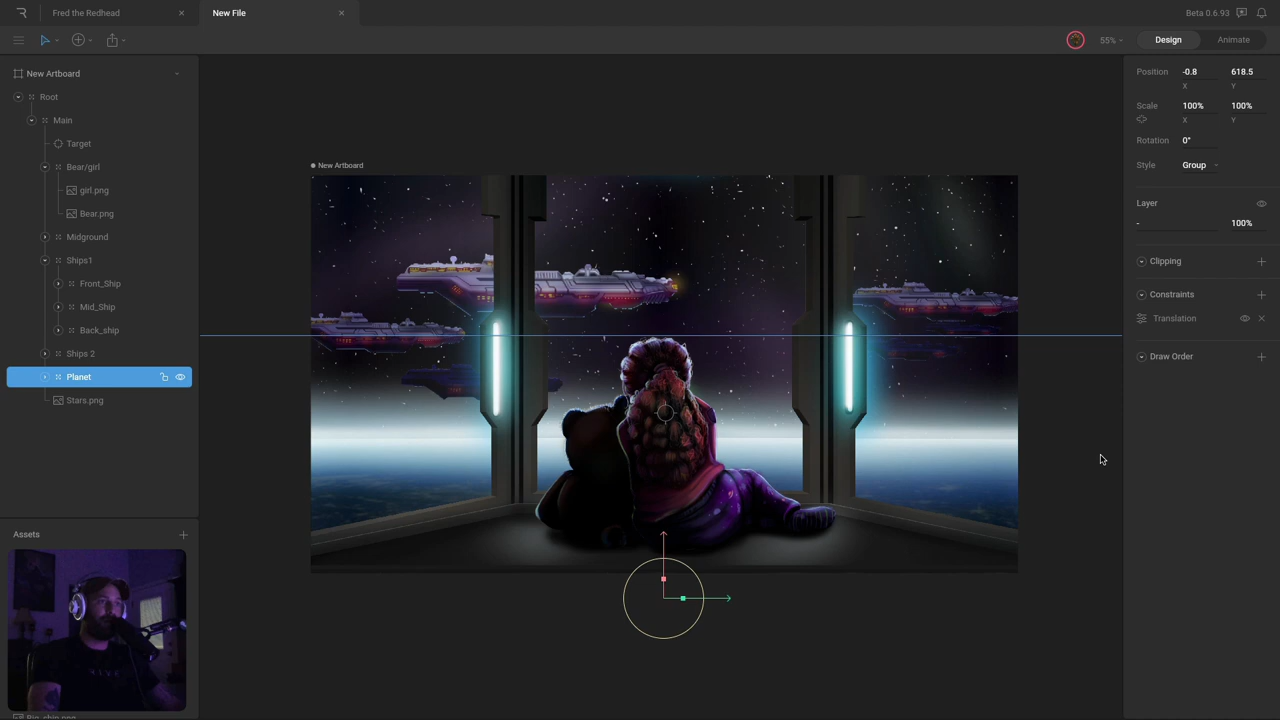 Fred the Redhead
New File
Beta 0.6.93
55%
Design
Animate
New Artboard
Root
Main
Target
Bear/girl
girl.png
Bear.png
Midground
Ships1
Front_Ship
Mid_Ship
Back_ship
Ships 2
Planet
Stars.png
Assets
New Artboard
Position
-0.8
618.5
X
Y
Scale
100%
100%
X
Y
Rotation
0°
Style
Group
Layer
-
100%
Clipping
Constraints
Translation
Draw Order